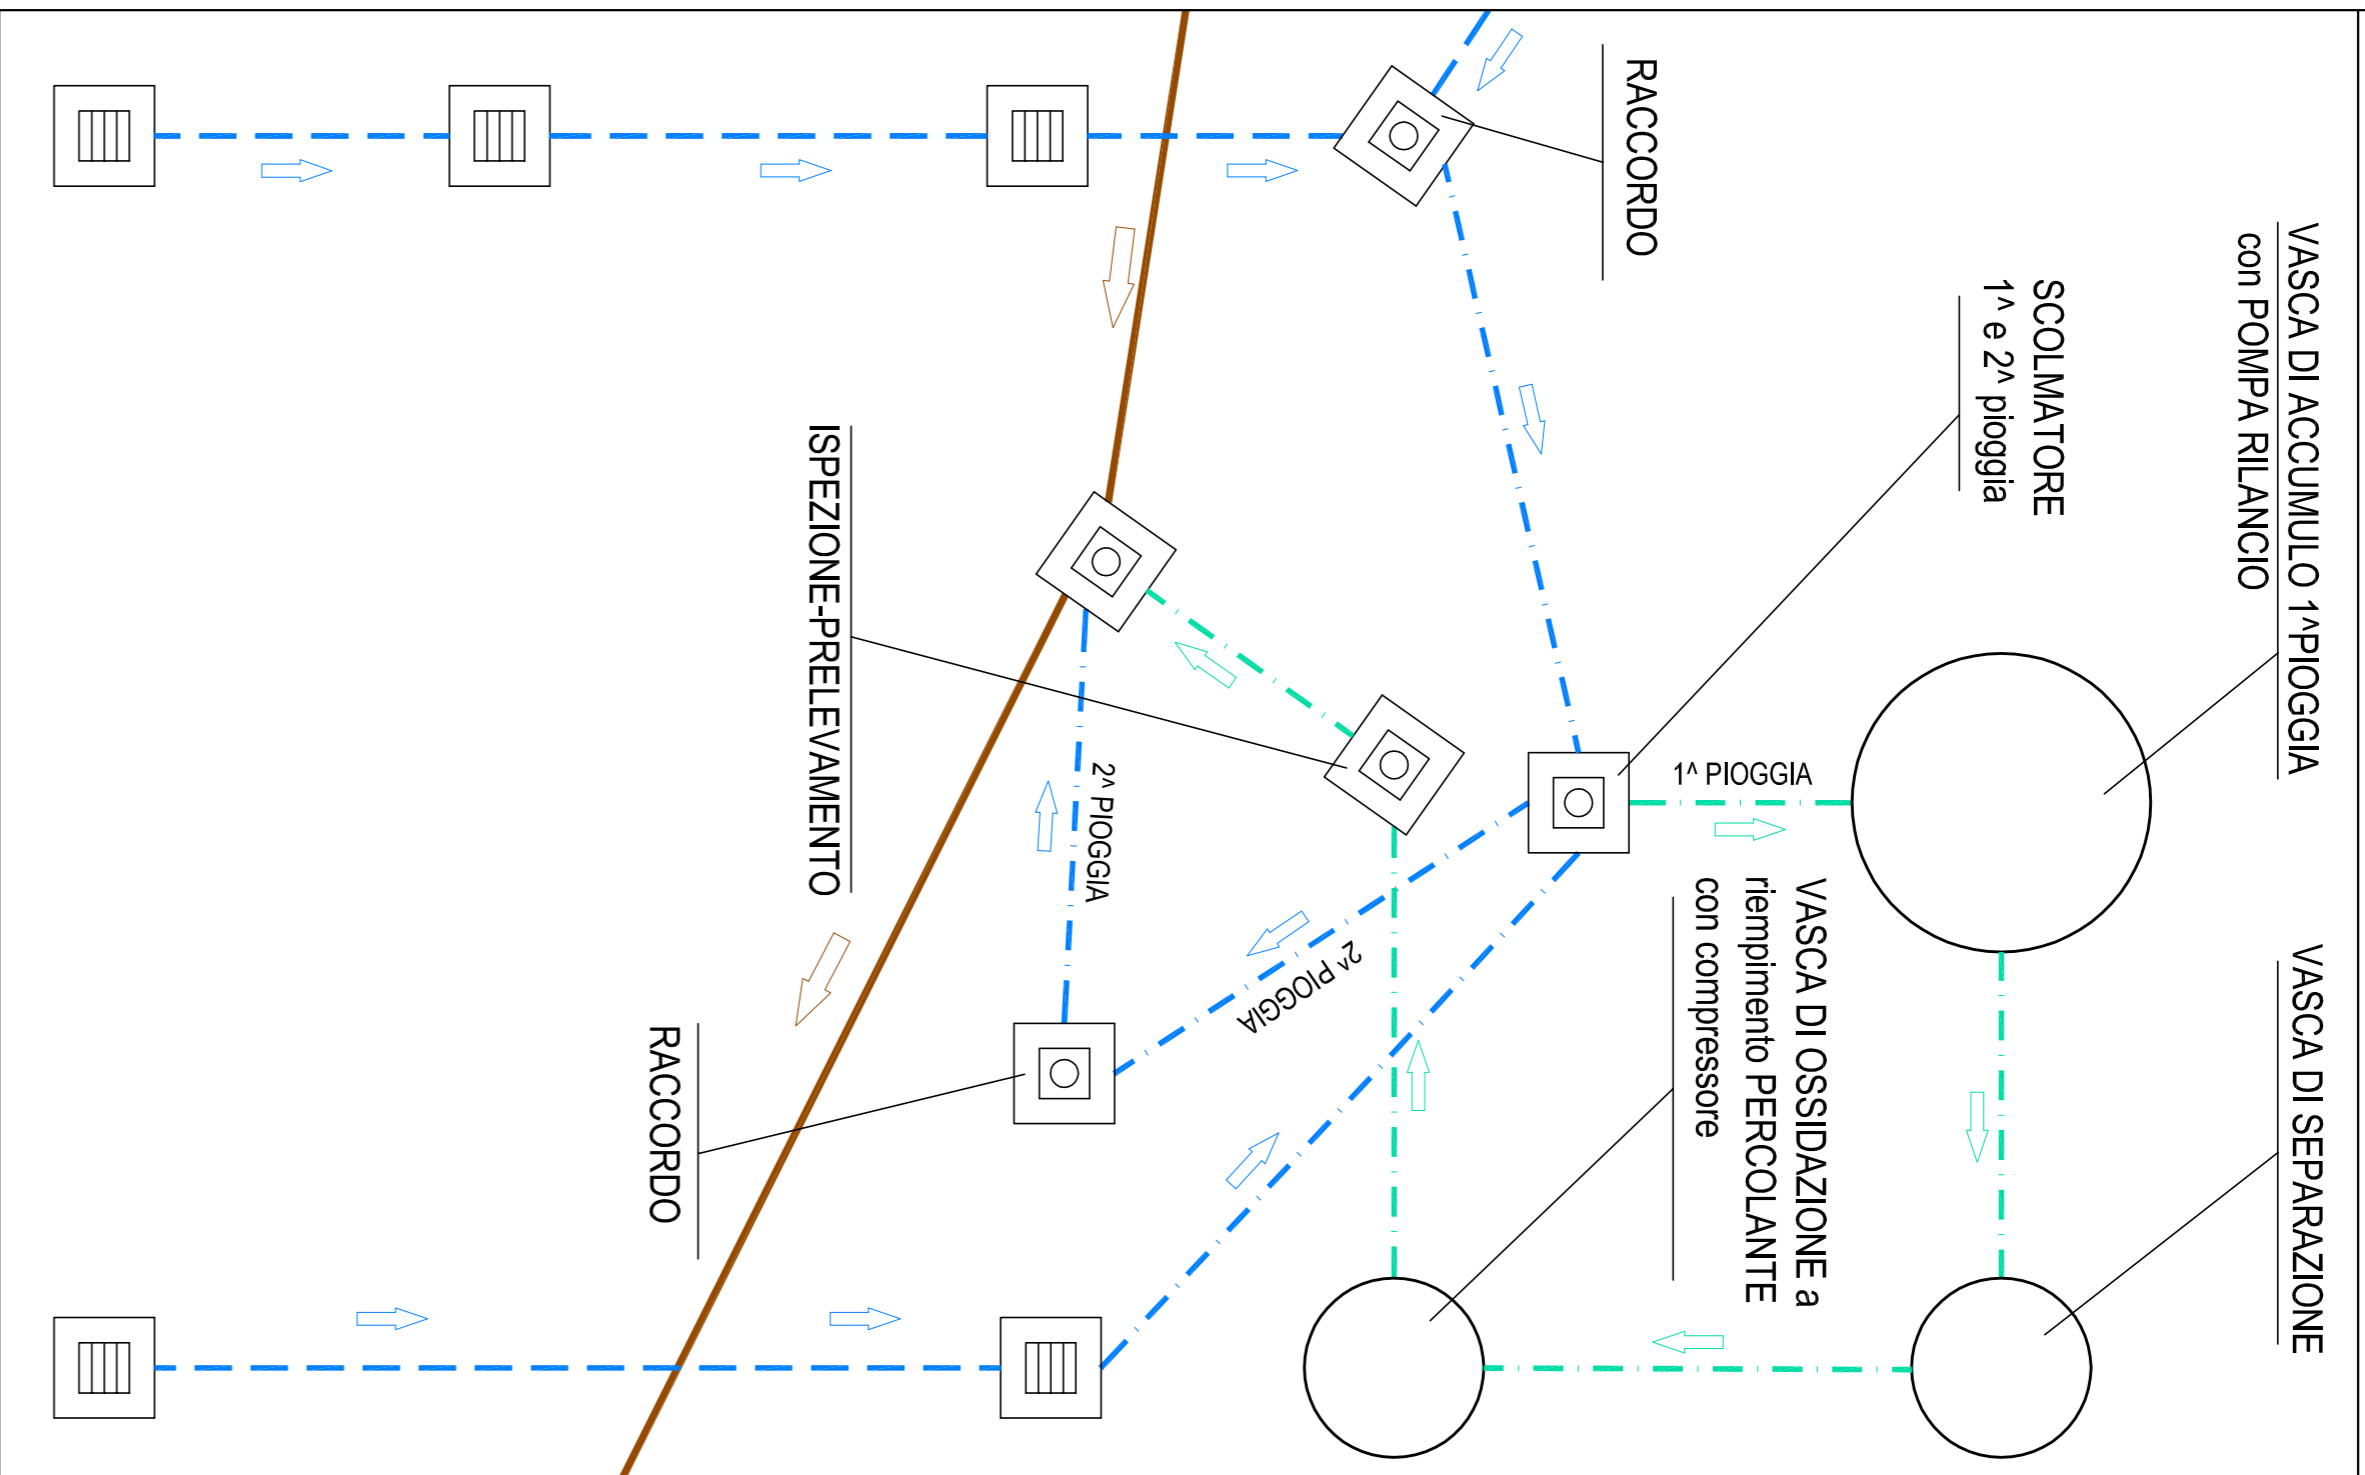 RACCORDO
VASCA DI ACCUMULO 1^PIOGGIA
con POMPA RILANCIO
SCOLMATORE
1^ e 2^ pioggia
ISPEZIONE-PRELEVAMENTO
1^ PIOGGIA
2^ PIOGGIA
2^ PIOGGIA
VASCA DI OSSIDAZIONE a
riempimento PERCOLANTE
con compressore
VASCA DI SEPARAZIONE
RACCORDO